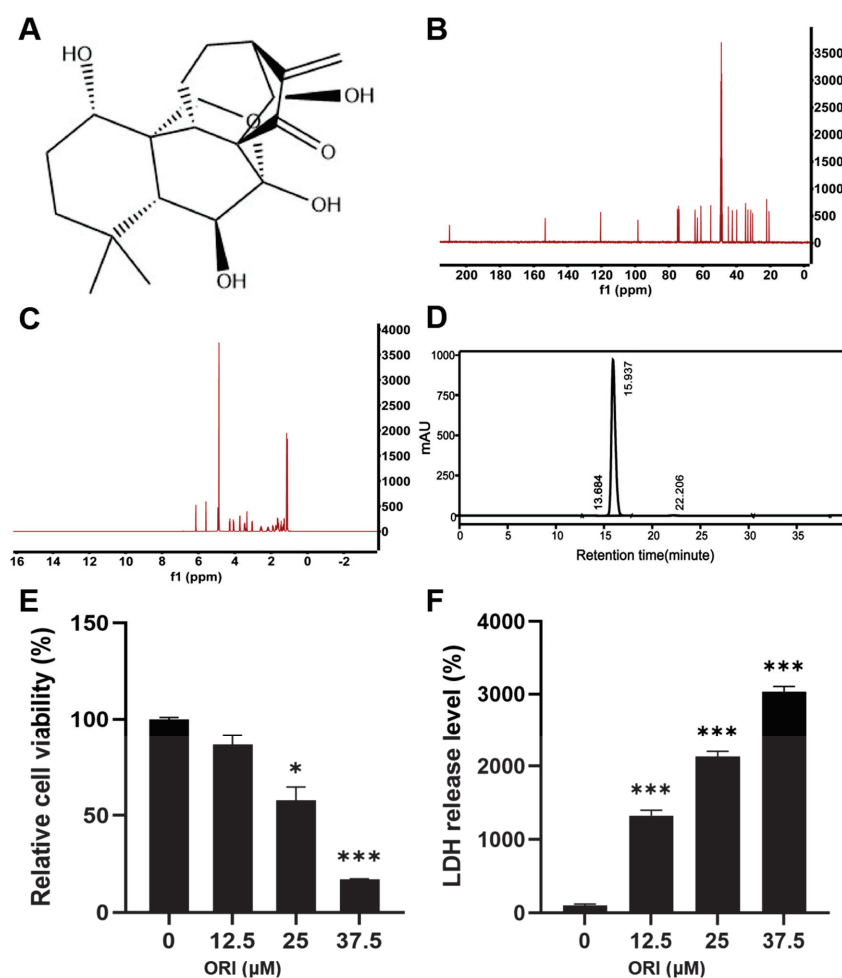 A
HO
O
OH
O
OH
OH
B
3500
3000
2500
2000
1500
1000
500
0
200 180 160 140 120 100 80 60 40 20 0
f1 (ppm)
C
4000
3500
3000
2500
2000
1500
1000
500
0
16 14 12 10 8 6 4 2 0 -2
f1 (ppm)
D
mAU
1000
750
500
250
0
13.684
15.937
22.206
0 5 10 15 20 25 30 35
Retention time(minute)
E
Relative cell viability (%)
150
100
50
0
*
***
0 12.5 25 37.5
ORI (µM)
F
LDH release level (%)
4000
3000
2000
1000
0
***
***
***
0 12.5 25 37.5
ORI (µM)